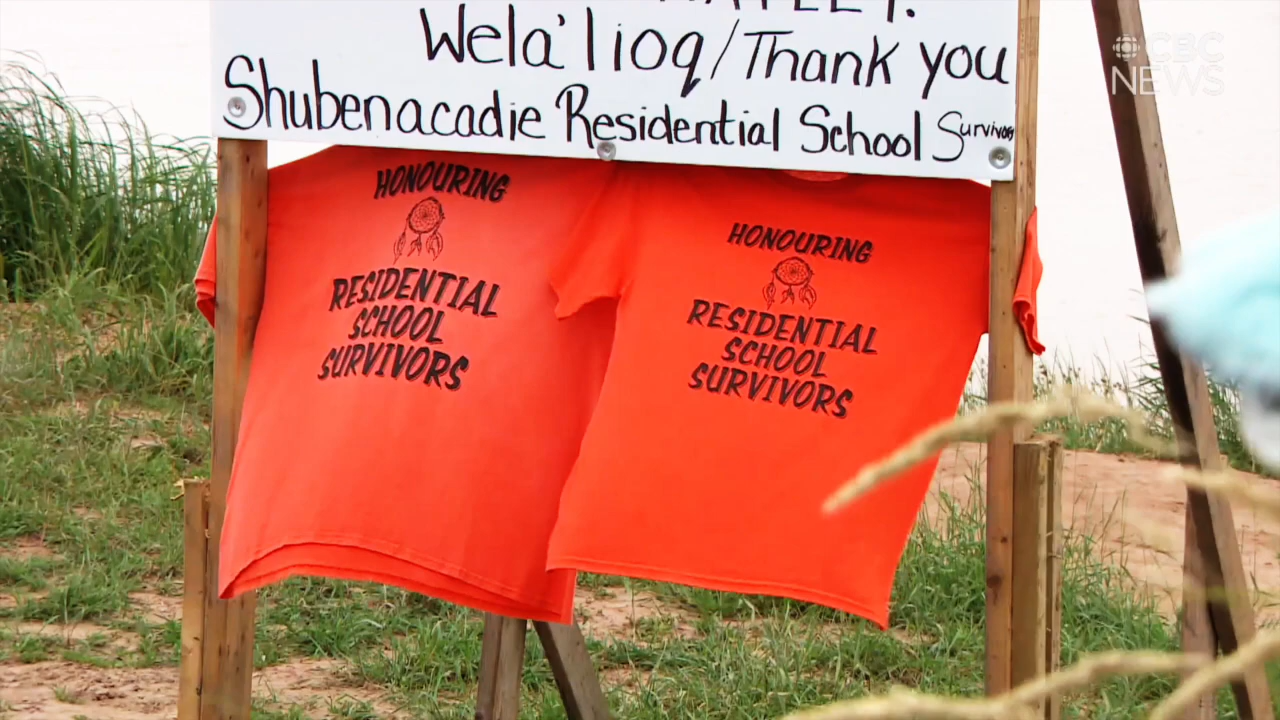 Wela'lioq/Thank you
Shubenacadie Residential School Survivors
HONOURING
RESIDENTIAL
SCHOOL
SURVIVORS
HONOURING
RESIDENTIAL
SCHOOL
SURVIVORS
CBC
NEWS